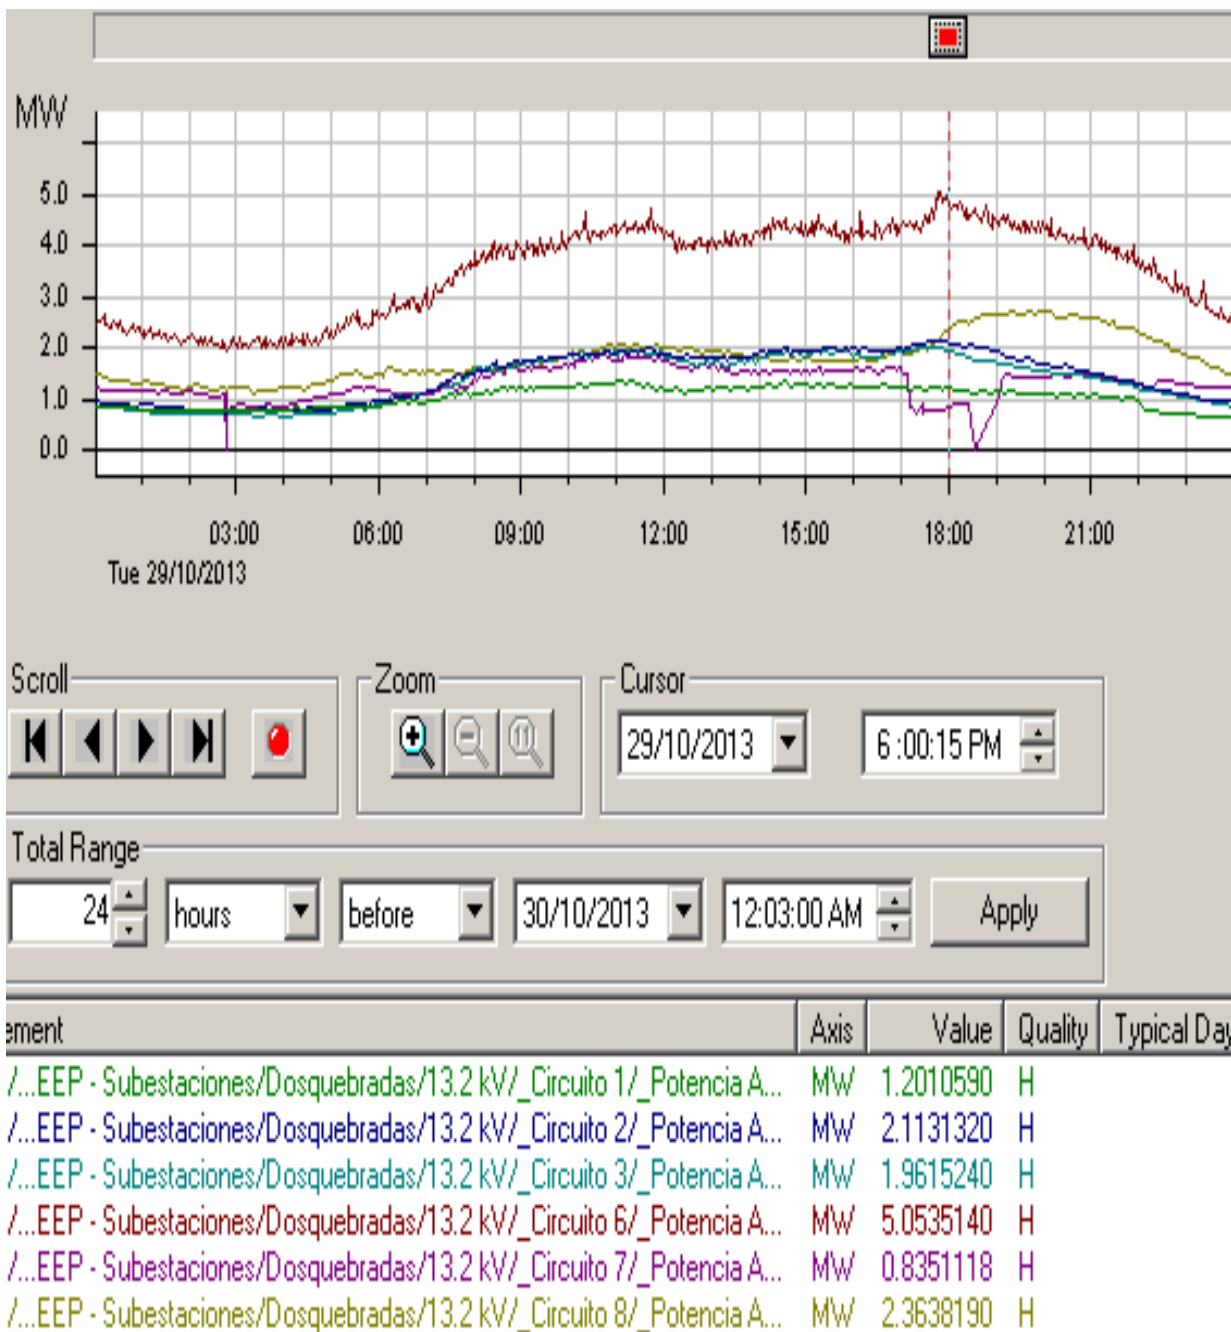 MW
5.0
4.0
3.0
2.0
1.0
0.0
03:00 06:00 09:00 12:00 15:00 18:00 21:00
Tue 29/10/2013
Scroll Zoom Cursor
29/10/2013 6:00:15 PM
Total Range
24 hours before 30/10/2013 12:03:00 AM Apply
ement Axis Value Quality Typical Day
/...EEP - Subestaciones/Dosquebradas/13.2 kV/_Circuito 1/_Potencia A... MW 1.2010590 H
/...EEP - Subestaciones/Dosquebradas/13.2 kV/_Circuito 2/_Potencia A... MW 2.1131320 H
/...EEP - Subestaciones/Dosquebradas/13.2 kV/_Circuito 3/_Potencia A... MW 1.9615240 H
/...EEP - Subestaciones/Dosquebradas/13.2 kV/_Circuito 6/_Potencia A... MW 5.0535140 H
/...EEP - Subestaciones/Dosquebradas/13.2 kV/_Circuito 7/_Potencia A... MW 0.8351118 H
/...EEP - Subestaciones/Dosquebradas/13.2 kV/_Circuito 8/_Potencia A... MW 2.3638190 H